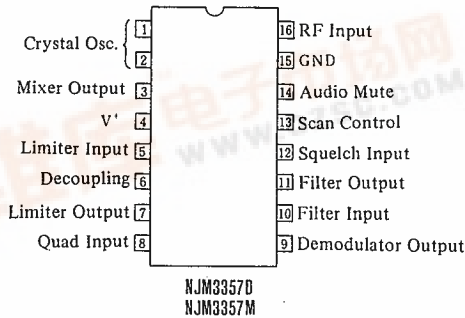 Crystal Osc.
1
2
Mixer Output 3
V+ 4
Limiter Input 5
Decoupling 6
Limiter Output 7
Quad Input 8
16 RF Input
15 GND
14 Audio Mute
13 Scan Control
12 Squelch Input
11 Filter Output
10 Filter Input
9 Demodulator Output
NJM3357D
NJM3357M